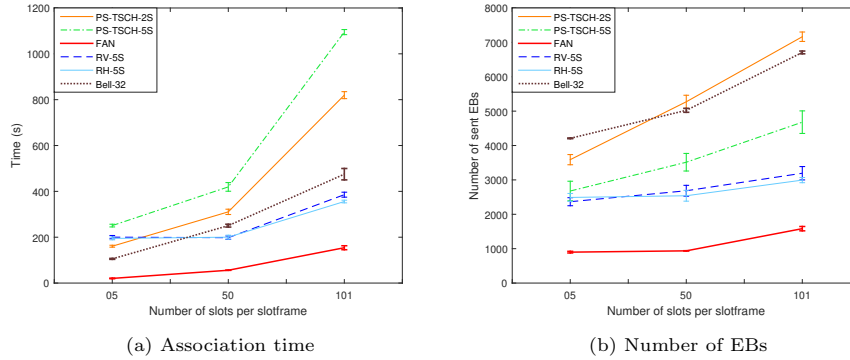 PS-TSCH-2S
PS-TSCH-5S
FAN
RV-5S
RH-5S
Bell-32
1200
1000
800
600
400
200
0
Time (s)
05
50
101
Number of slots per slotframe
(a) Association time
PS-TSCH-2S
PS-TSCH-5S
FAN
RV-5S
RH-5S
Bell-32
8000
7000
6000
5000
4000
3000
2000
1000
0
Number of sent EBs
05
50
101
Number of slots per slotframe
(b) Number of EBs